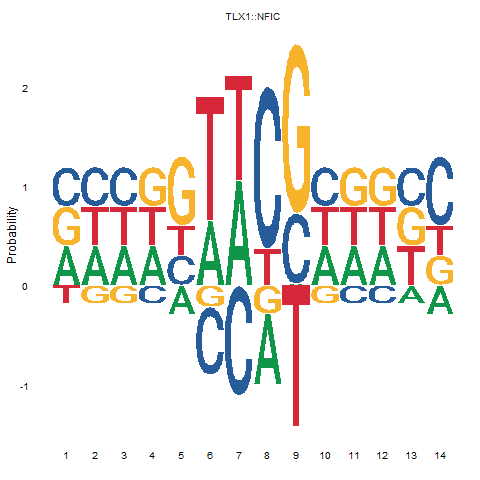 TLX1::NFIC
Probability
2
1
0
-1
C C C G G T T C G C G G C C
G T T T T A A T C T T T G T
A A A A C G C G T A A A T G
T G G C A C A G C C A A
1 2 3 4 5 6 7 8 9 10 11 12 13 14